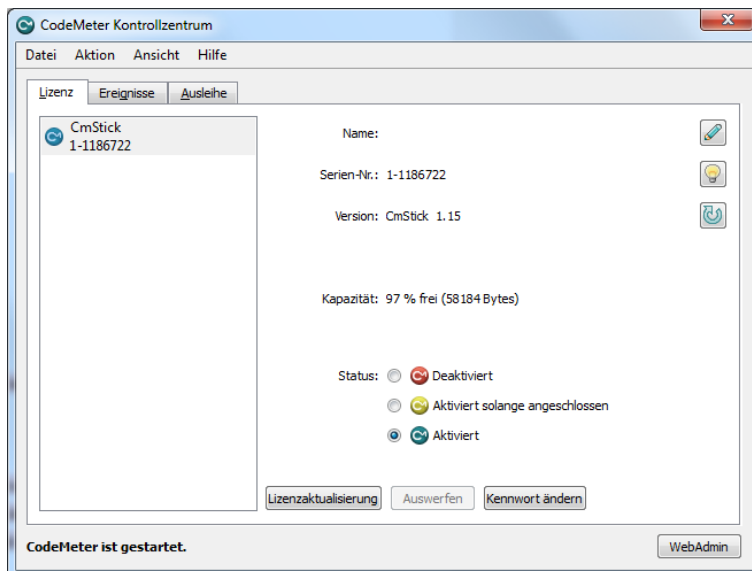 CodeMeter Kontrollzentrum
Datei Aktion Ansicht Hilfe
Lizenz Ereignisse Ausleihe
CmStick
1-1186722
Name:
Serien-Nr.: 1-1186722
Version: CmStick 1.15
Kapazität: 97 % frei (58184 Bytes)
Status: Deaktiviert
Aktiviert solange angeschlossen
Aktiviert
Lizenzaktualisierung Auswerfen Kennwort ändern
CodeMeter ist gestartet. WebAdmin